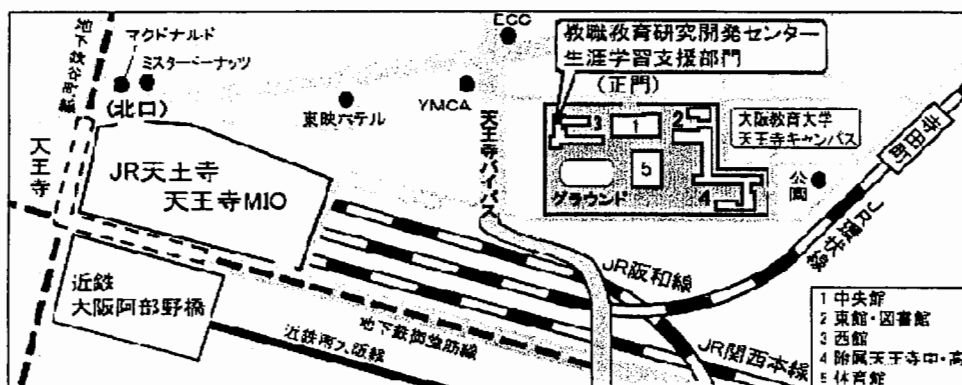 ECC
教職教育研究開発センター
生涯学習支援部門
(正門)
マクドナルド
ミスタードーナッツ
(北口)
地下鉄谷町線
天王寺
東映ホテル
YMCA
天王寺バイパス
3
1
2
5
4
グラウンド
大阪教育大学
天王寺キャンパス
公園
寺田町
JR環状線
JR天王寺
天王寺MIO
JR阪和線
近鉄
大阪阿部野橋
近鉄南大阪線
地下鉄御堂筋線
JR関西本線
1 中央館
2 東館・図書館
3 西館
4 附属天王寺中・高
5 体育館